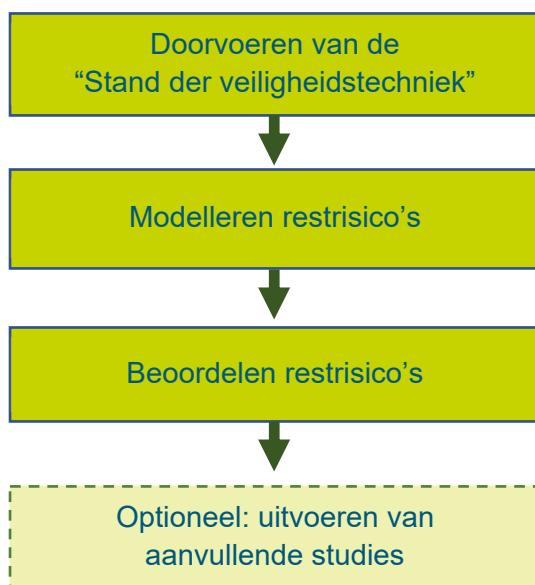 Doorvoeren van de
“Stand der veiligheidstechniek”
Modelleren restrisico’s
Beoordelen restrisico’s
Optioneel: uitvoeren van
aanvullende studies